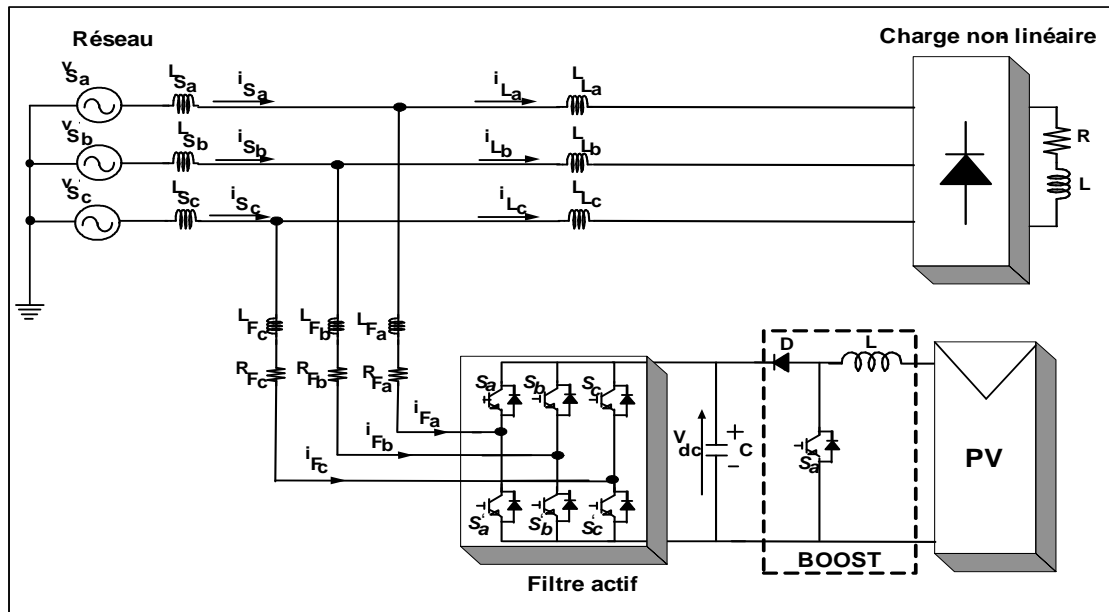 Réseau
Charge non linéaire
vSa
LSa
iSa
iLa
LLa
vSb
LSb
iSb
iLb
LLb
R
vSc
LSc
iSc
iLc
LLc
L
LFc
LFb
LFa
RFc
RFb
RFa
Sa
Sb
Sc
D
L
iFa
iFb
iFc
Vdc
+
C
-
Sa
PV
S'a
S'b
S'c
BOOST
Filtre actif